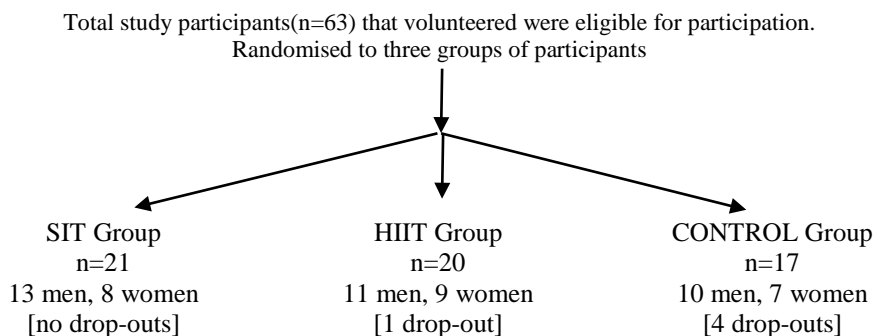 Total study participants(n=63) that volunteered were eligible for participation.
Randomised to three groups of participants
SIT Group
n=21
13 men, 8 women
[no drop-outs]
HIIT Group
n=20
11 men, 9 women
[1 drop-out]
CONTROL Group
n=17
10 men, 7 women
[4 drop-outs]